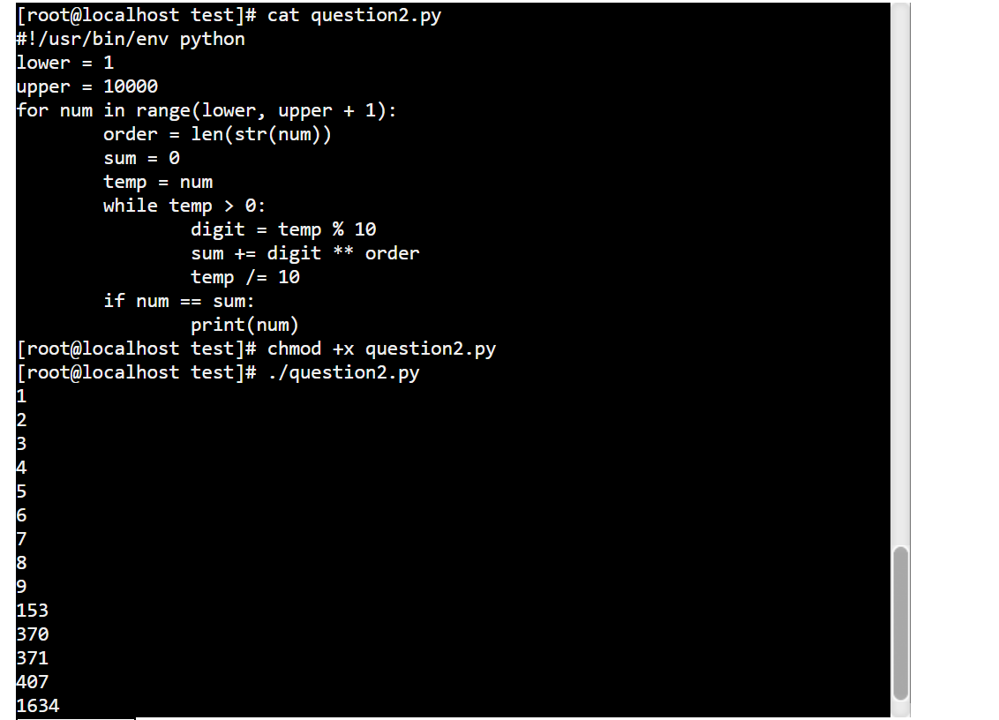 [root@localhost test]# cat question2.py
#!/usr/bin/env python
lower = 1
upper = 10000
for num in range(lower, upper + 1):
        order = len(str(num))
        sum = 0
        temp = num
        while temp > 0:
                digit = temp % 10
                sum += digit ** order
                temp /= 10
        if num == sum:
                print(num)
[root@localhost test]# chmod +x question2.py
[root@localhost test]# ./question2.py
1
2
3
4
5
6
7
8
9
153
370
371
407
1634